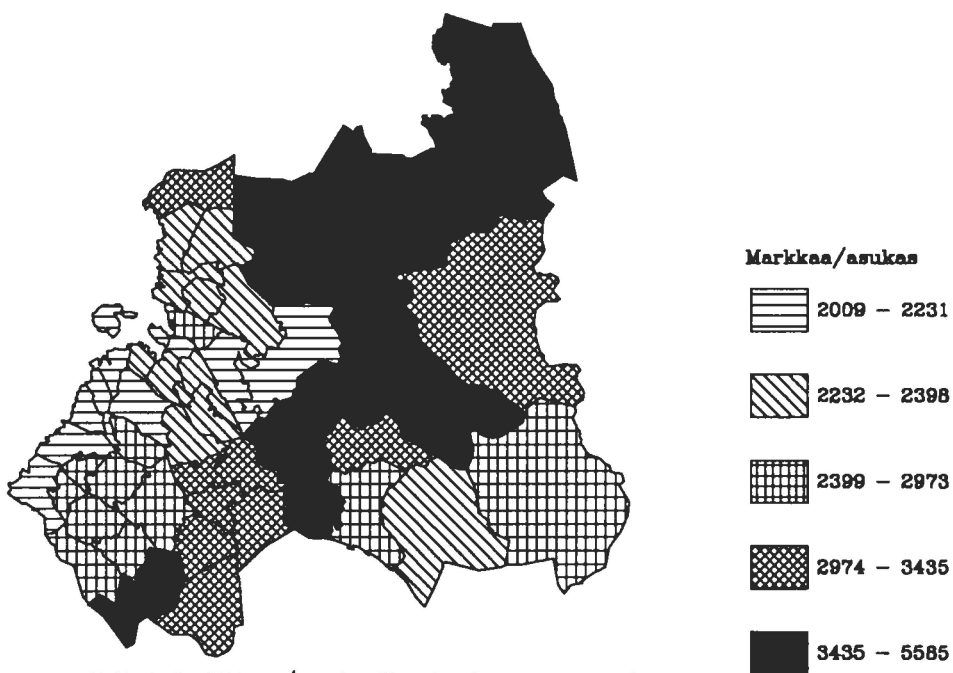 Markkaa/asukas
2009 – 2231
2232 – 2398
2399 – 2973
2974 – 3435
3435 – 5585